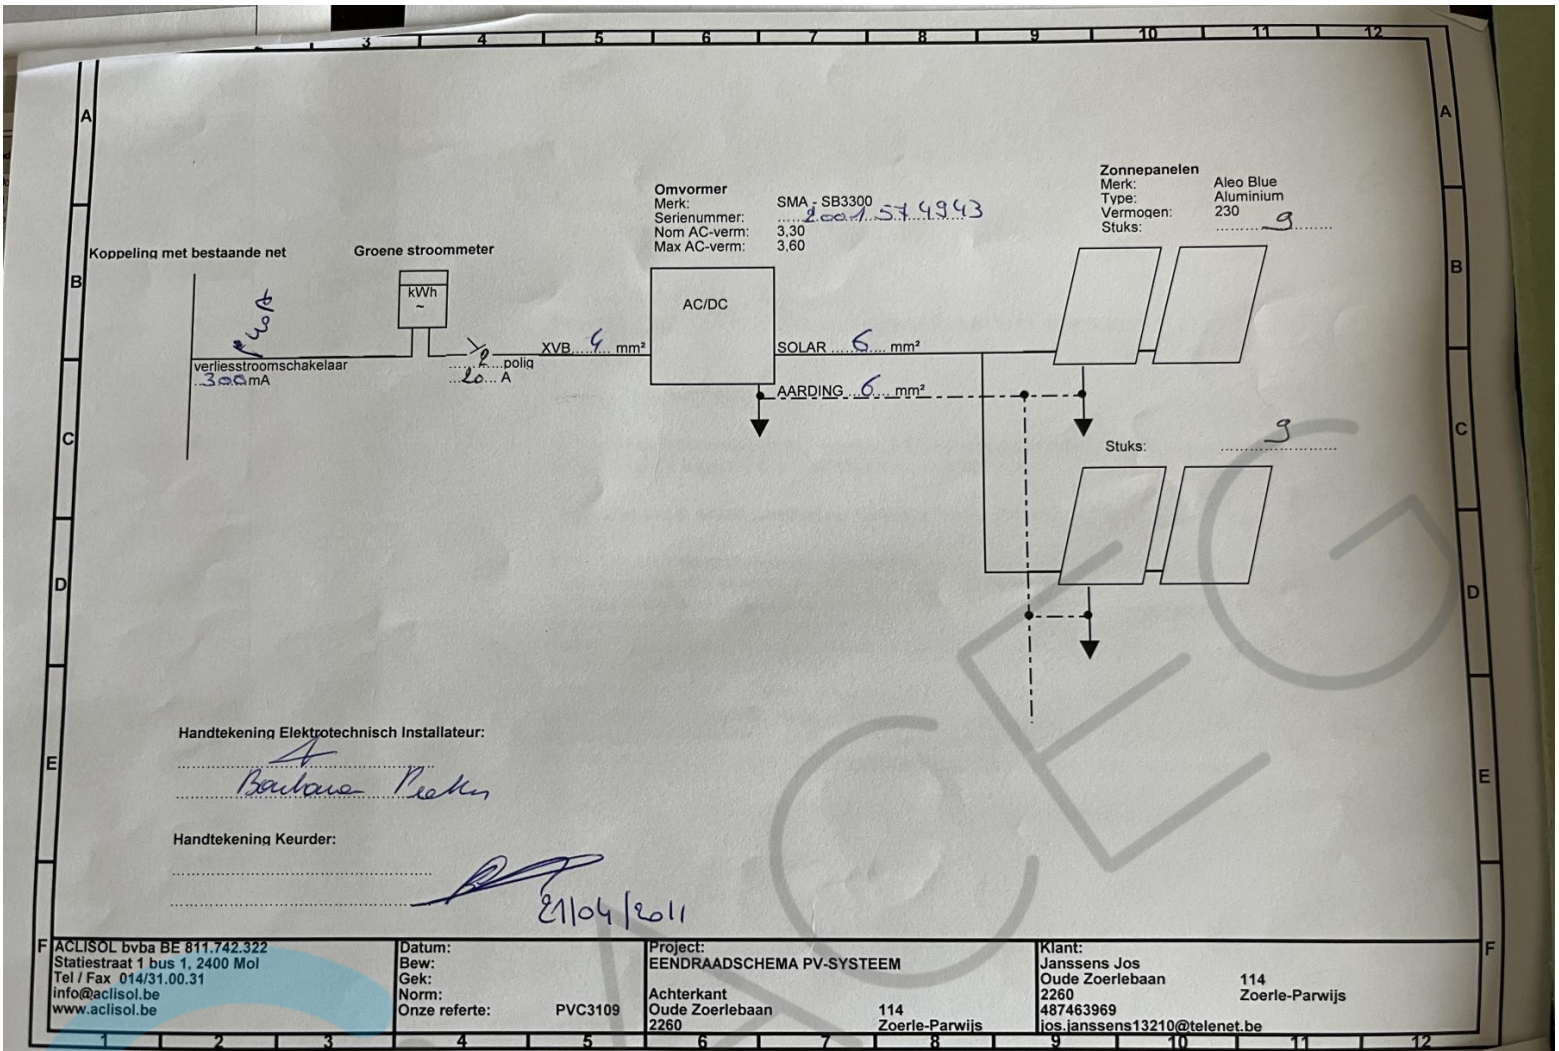 2 3 4 5 6 7 8 9 10 11 12
A A
Zonnepanelen
Merk: Aleo Blue
Type: Aluminium
Vermogen: 230
Stuks: 9
Omvormer
Merk: SMA - SB3300
Serienummer: 2001574943
Nom AC-verm: 3,30
Max AC-verm: 3,60
Koppeling met bestaande net
Groene stroommeter
B B
kWh
~
AC/DC
40A
XVB 4 mm²
SOLAR 6 mm²
verliesstroomschakelaar
300mA
2 polig
20 A
AARDING 6 mm²
C C
Stuks: 9
D D
Handtekening Elektrotechnisch Installateur:
Barbara
E E
Handtekening Keurder:
21/04/2011
F F
ACLISOL bvba BE 811.742.322
Statiestraat 1 bus 1, 2400 Mol
Tel / Fax 014/31.00.31
info@aclisol.be
www.aclisol.be
Datum:
Bew:
Gek:
Norm:
Onze referte: PVC3109
Project:
EENDRAADSCHEMA PV-SYSTEEM
Achterkant
Oude Zoerlebaan 114
2260 Zoerle-Parwijs
Klant:
Janssens Jos
Oude Zoerlebaan 114
2260 Zoerle-Parwijs
487463969
jos.janssens13210@telenet.be
1 2 3 4 5 6 7 8 9 10 11 12
ACEG